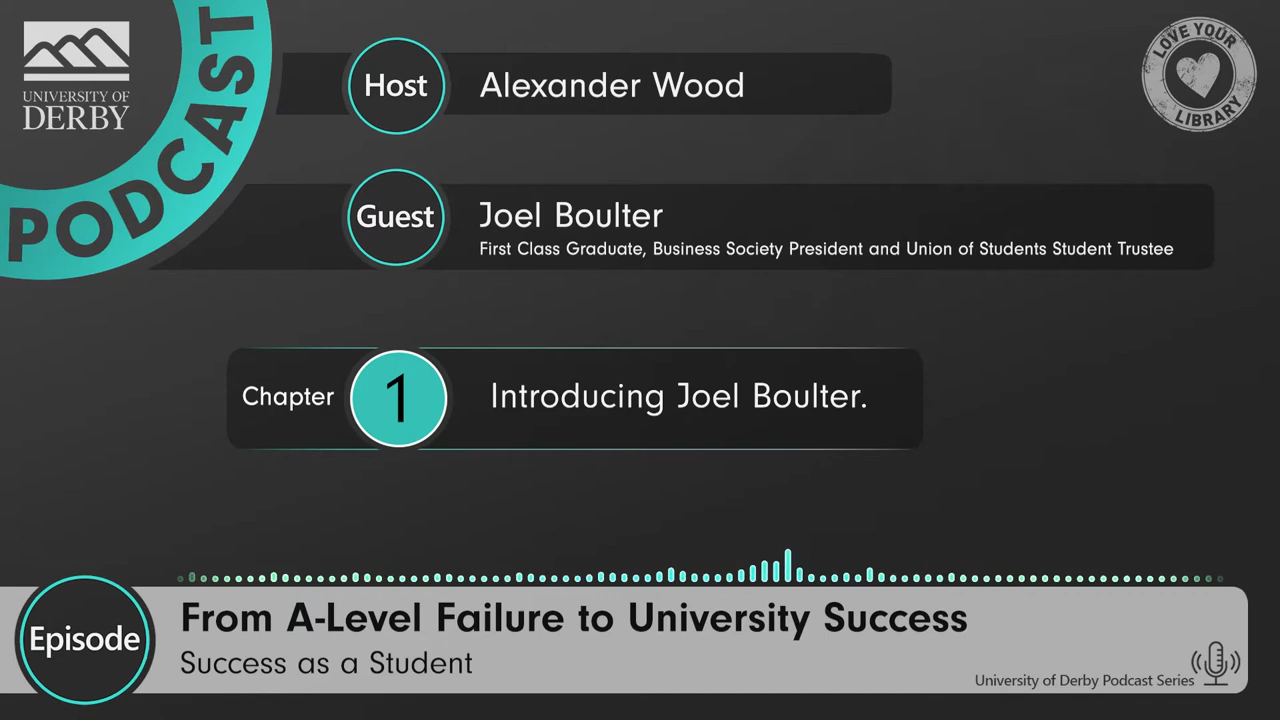 UNIVERSITY OF
DERBY
PODCAST
Host
Alexander Wood
LOVE YOUR
LIBRARY
Guest
Joel Boulter
First Class Graduate, Business Society President and Union of Students Student Trustee
Chapter
1
Introducing Joel Boulter.
Episode
From A-Level Failure to University Success
Success as a Student
University of Derby Podcast Series